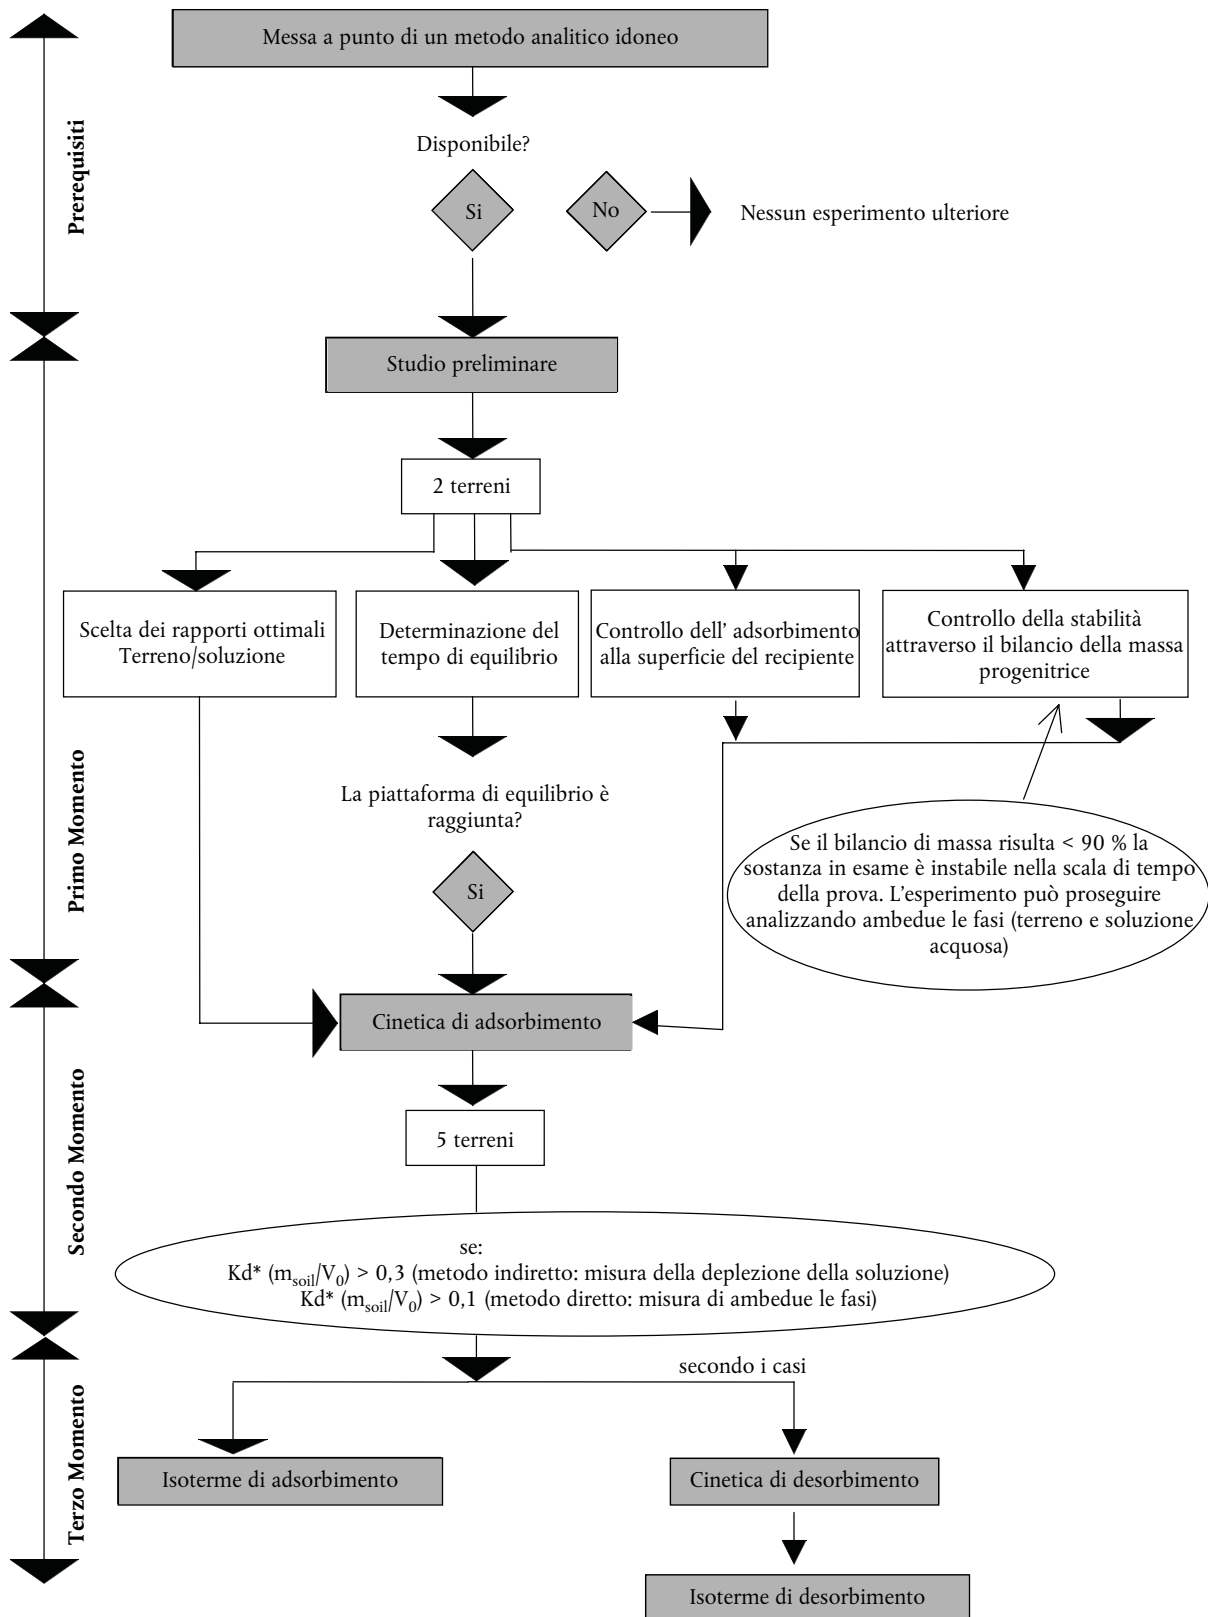 Messa a punto di un metodo analitico idoneo
Prerequisiti
Disponibile?
Si
No
Nessun esperimento ulteriore
Studio preliminare
Primo Momento
2 terreni
Scelta dei rapporti ottimali
Terreno/soluzione
Determinazione del
tempo di equilibrio
Controllo dell' adsorbimento
alla superficie del recipiente
Controllo della stabilità
attraverso il bilancio della massa
progenitrice
La piattaforma di equilibrio è
raggiunta?
Si
Se il bilancio di massa risulta < 90 % la
sostanza in esame è instabile nella scala di tempo
della prova. L'esperimento può proseguire
analizzando ambedue le fasi (terreno e soluzione
acquosa)
Secondo Momento
Cinetica di adsorbimento
5 terreni
se:
Kd* (m_soil/V_0) > 0,3 (metodo indiretto: misura della deplezione della soluzione)
Kd* (m_soil/V_0) > 0,1 (metodo diretto: misura di ambedue le fasi)
Terzo Momento
secondo i casi
Isoterme di adsorbimento
Cinetica di desorbimento
Isoterme di desorbimento